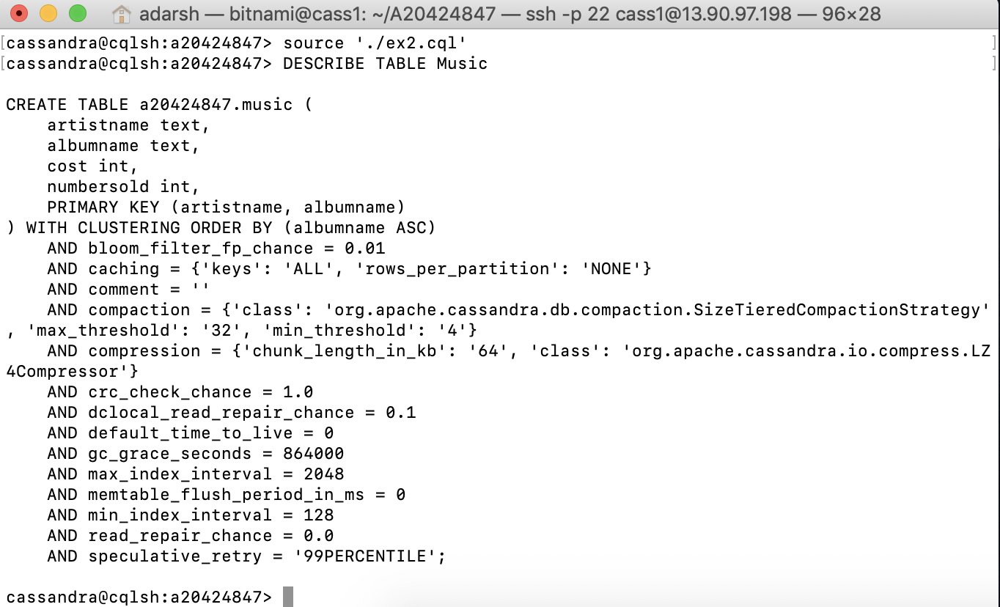 adarsh — bitnami@cass1: ~/A20424847 — ssh -p 22 cass1@13.90.97.198 — 96×28
[cassandra@cqlsh:a20424847> source './ex2.cql' ]
[cassandra@cqlsh:a20424847> DESCRIBE TABLE Music ]
CREATE TABLE a20424847.music (
    artistname text,
    albumname text,
    cost int,
    numbersold int,
    PRIMARY KEY (artistname, albumname)
) WITH CLUSTERING ORDER BY (albumname ASC)
    AND bloom_filter_fp_chance = 0.01
    AND caching = {'keys': 'ALL', 'rows_per_partition': 'NONE'}
    AND comment = ''
    AND compaction = {'class': 'org.apache.cassandra.db.compaction.SizeTieredCompactionStrategy'
, 'max_threshold': '32', 'min_threshold': '4'}
    AND compression = {'chunk_length_in_kb': '64', 'class': 'org.apache.cassandra.io.compress.LZ
4Compressor'}
    AND crc_check_chance = 1.0
    AND dclocal_read_repair_chance = 0.1
    AND default_time_to_live = 0
    AND gc_grace_seconds = 864000
    AND max_index_interval = 2048
    AND memtable_flush_period_in_ms = 0
    AND min_index_interval = 128
    AND read_repair_chance = 0.0
    AND speculative_retry = '99PERCENTILE';
cassandra@cqlsh:a20424847>